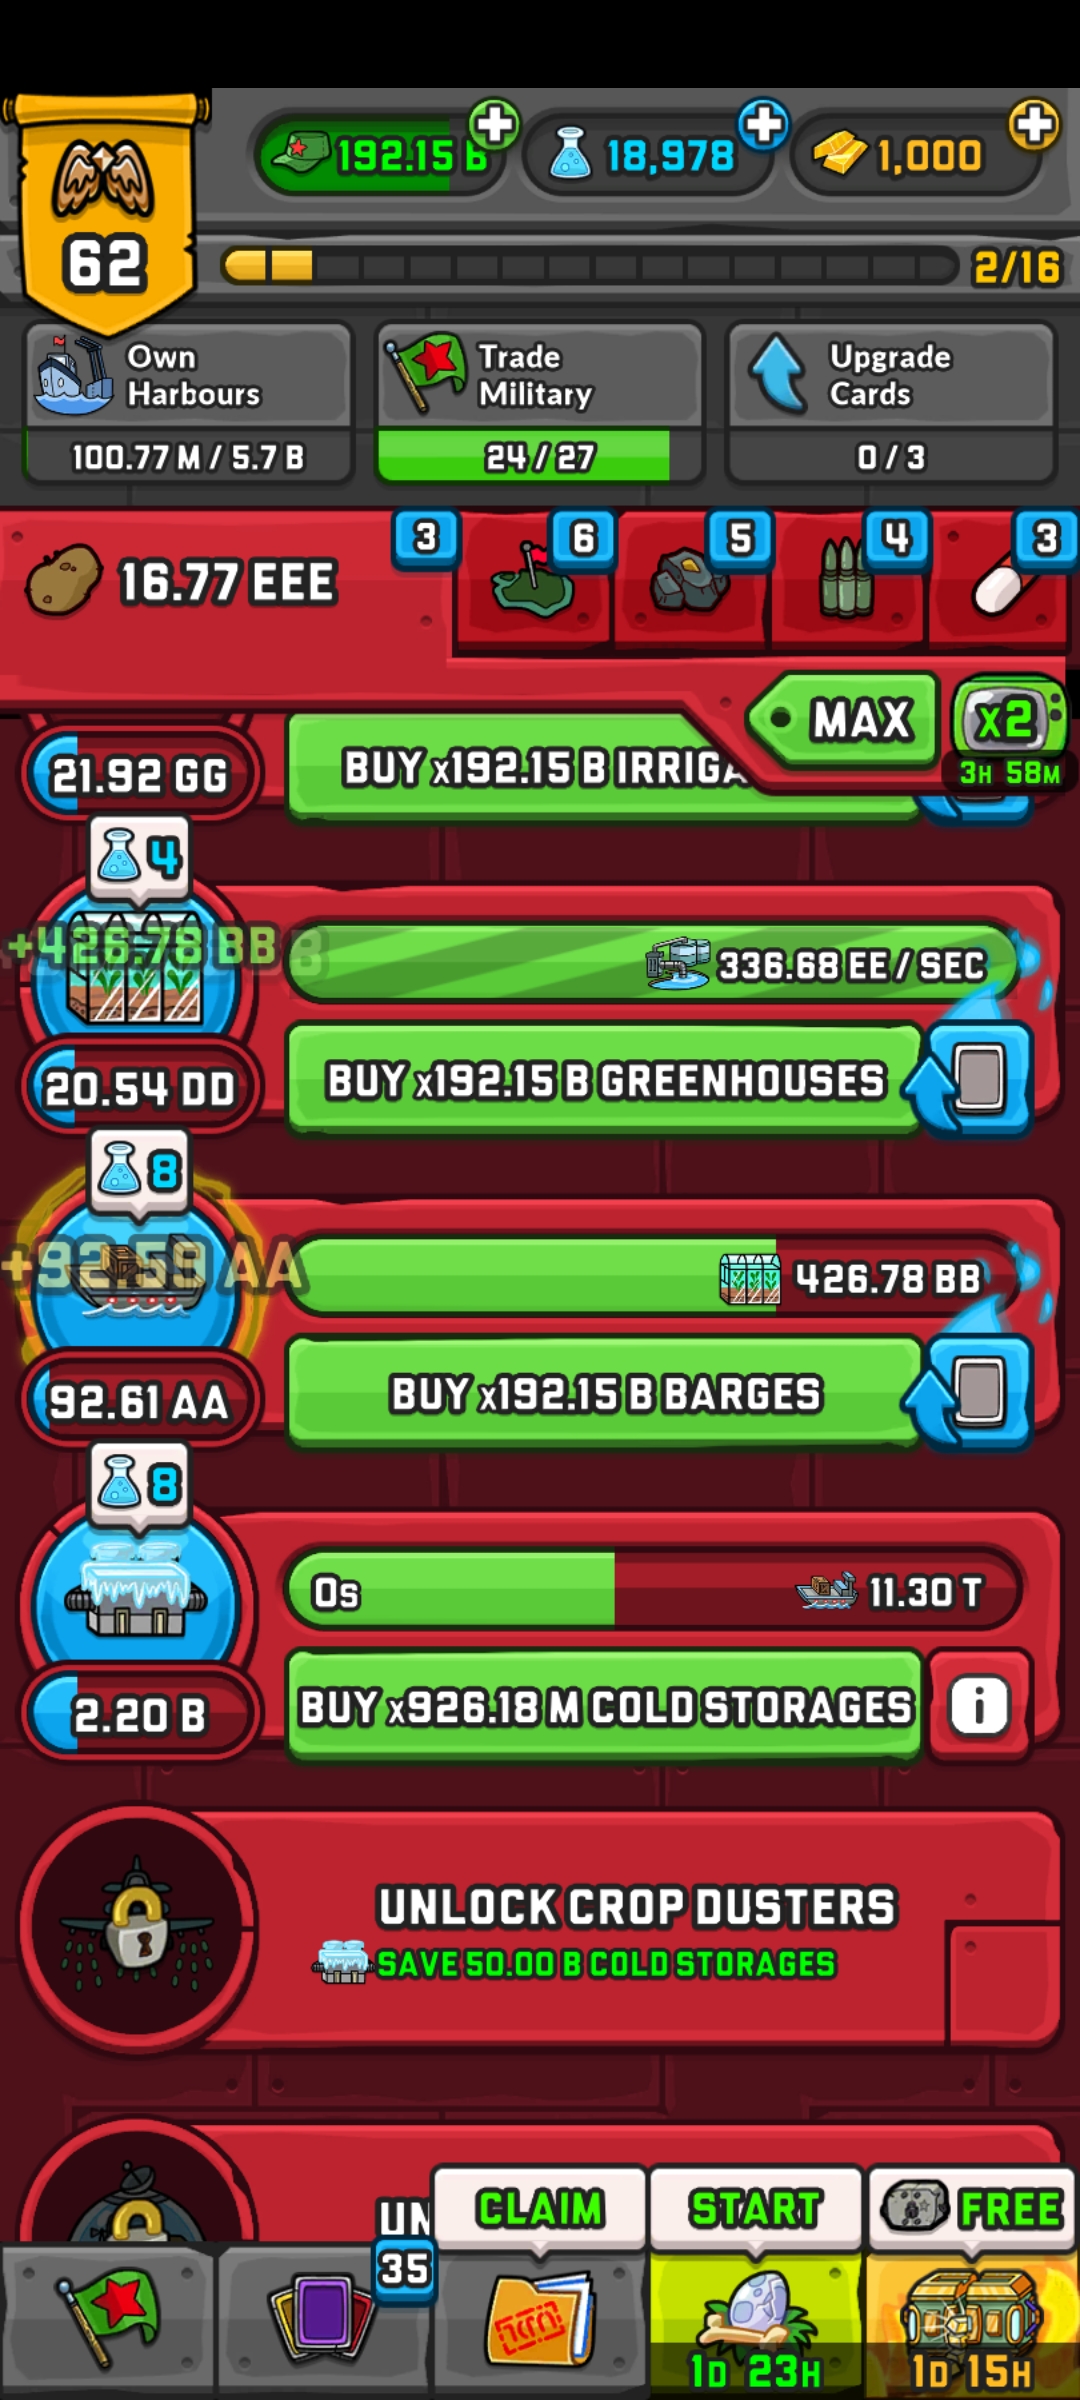 192.15 B
18,978
1,000
62
2/16
Own Harbours
100.77 M / 5.7 B
Trade Military
24 / 27
Upgrade Cards
0 / 3
16.77 EEE
3
6
5
4
3
MAX
x2
3H 58M
21.92 GG
BUY x192.15 B IRRIGA
4
+426.78 BB
336.68 EE / SEC
20.54 DD
BUY x192.15 B GREENHOUSES
8
+92.59 AA
426.78 BB
92.61 AA
BUY x192.15 B BARGES
8
0s
11.30 T
2.20 B
BUY x926.18 M COLD STORAGES
i
UNLOCK CROP DUSTERS
SAVE 50.00 B COLD STORAGES
UN
CLAIM
START
FREE
35
1D 23H
1D 15H